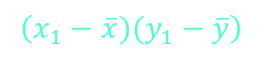 (x₁ − x̄)(y₁ − ȳ)